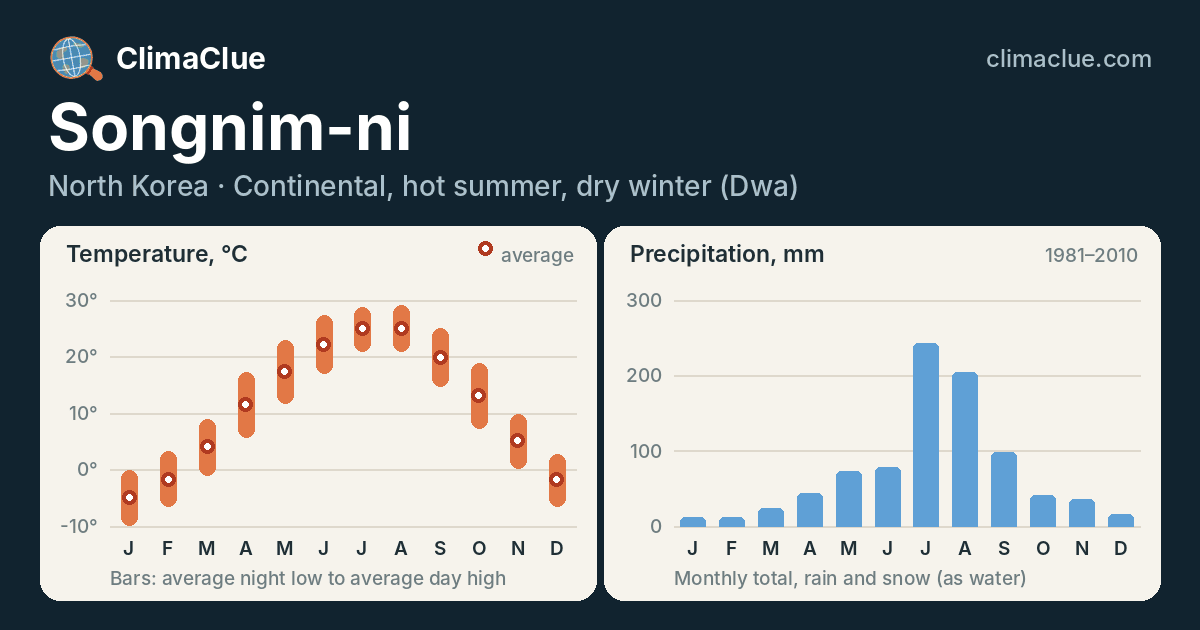 ClimaClue
climaclue.com
Songnim-ni
North Korea · Continental, hot summer, dry winter (Dwa)
Temperature, °C
average
30°
20°
10°
0°
-10°
J F M A M J J A S O N D
Bars: average night low to average day high
Precipitation, mm
1981–2010
300
200
100
0
J F M A M J J A S O N D
Monthly total, rain and snow (as water)